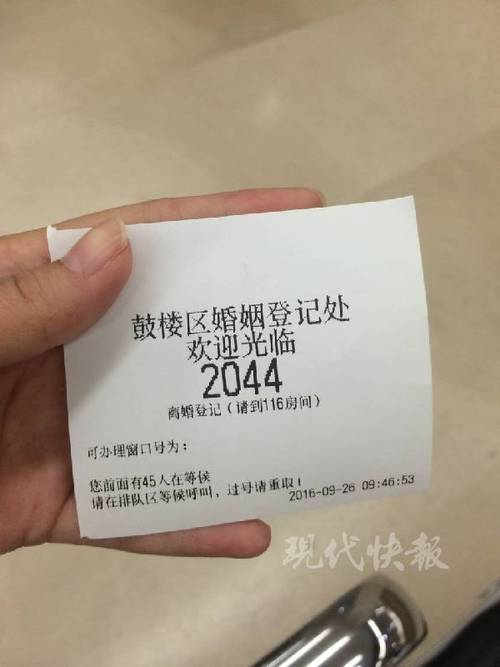 鼓楼区婚姻登记处
欢迎光临
2044
离婚登记（请到116房间）
可办理窗口号为：
您前面有45人在等候
请在排队区等候呼叫，过号请重取！
2016-09-26 09:46:53
現代快報